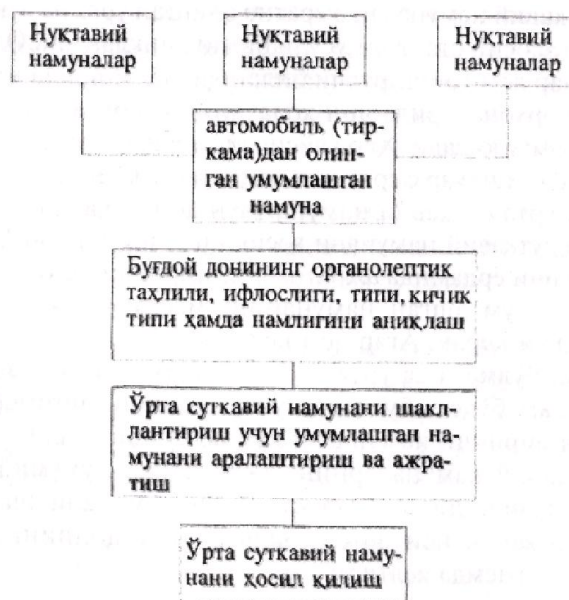 Нуқтавий
намуналар
Нуқтавий
намуналар
Нуқтавий
намуналар
автомобиль (тир-
кама)дан олин-
ган умумлашган
намуна
Буғдой донининг органолептик
таҳлили, ифлослиги, типи, кичик
типи ҳамда намлигини аниқлаш
Ўрта суткавий намунани шакл-
лантириш учун умумлашган на-
мунани аралаштириш ва ажра-
тиш
Ўрта суткавий наму-
нани ҳосил қилиш